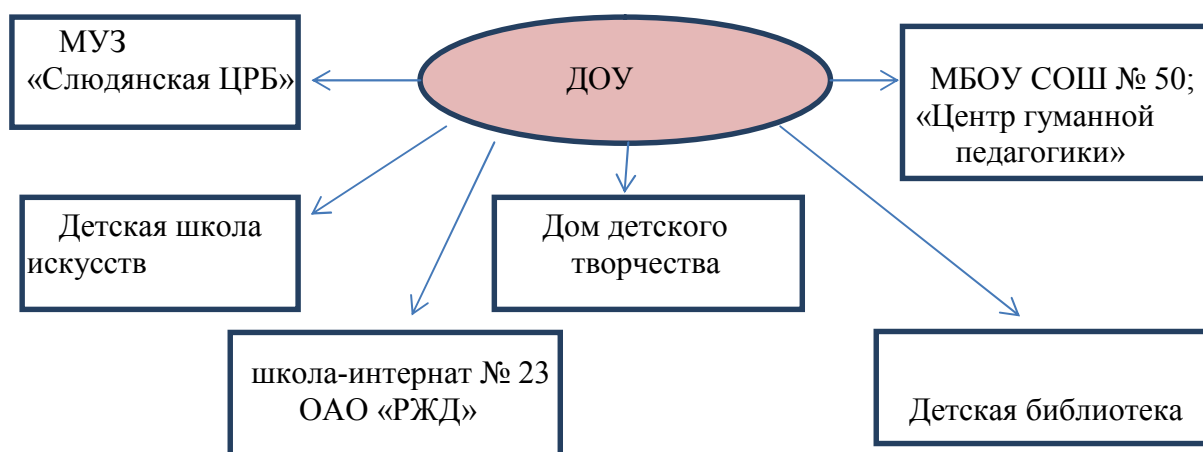 МУЗ
«Слюдянская ЦРБ»
ДОУ
МБОУ СОШ № 50;
«Центр гуманной
педагогики»
Детская школа
искусств
Дом детского
творчества
школа-интернат № 23
ОАО «РЖД»
Детская библиотека